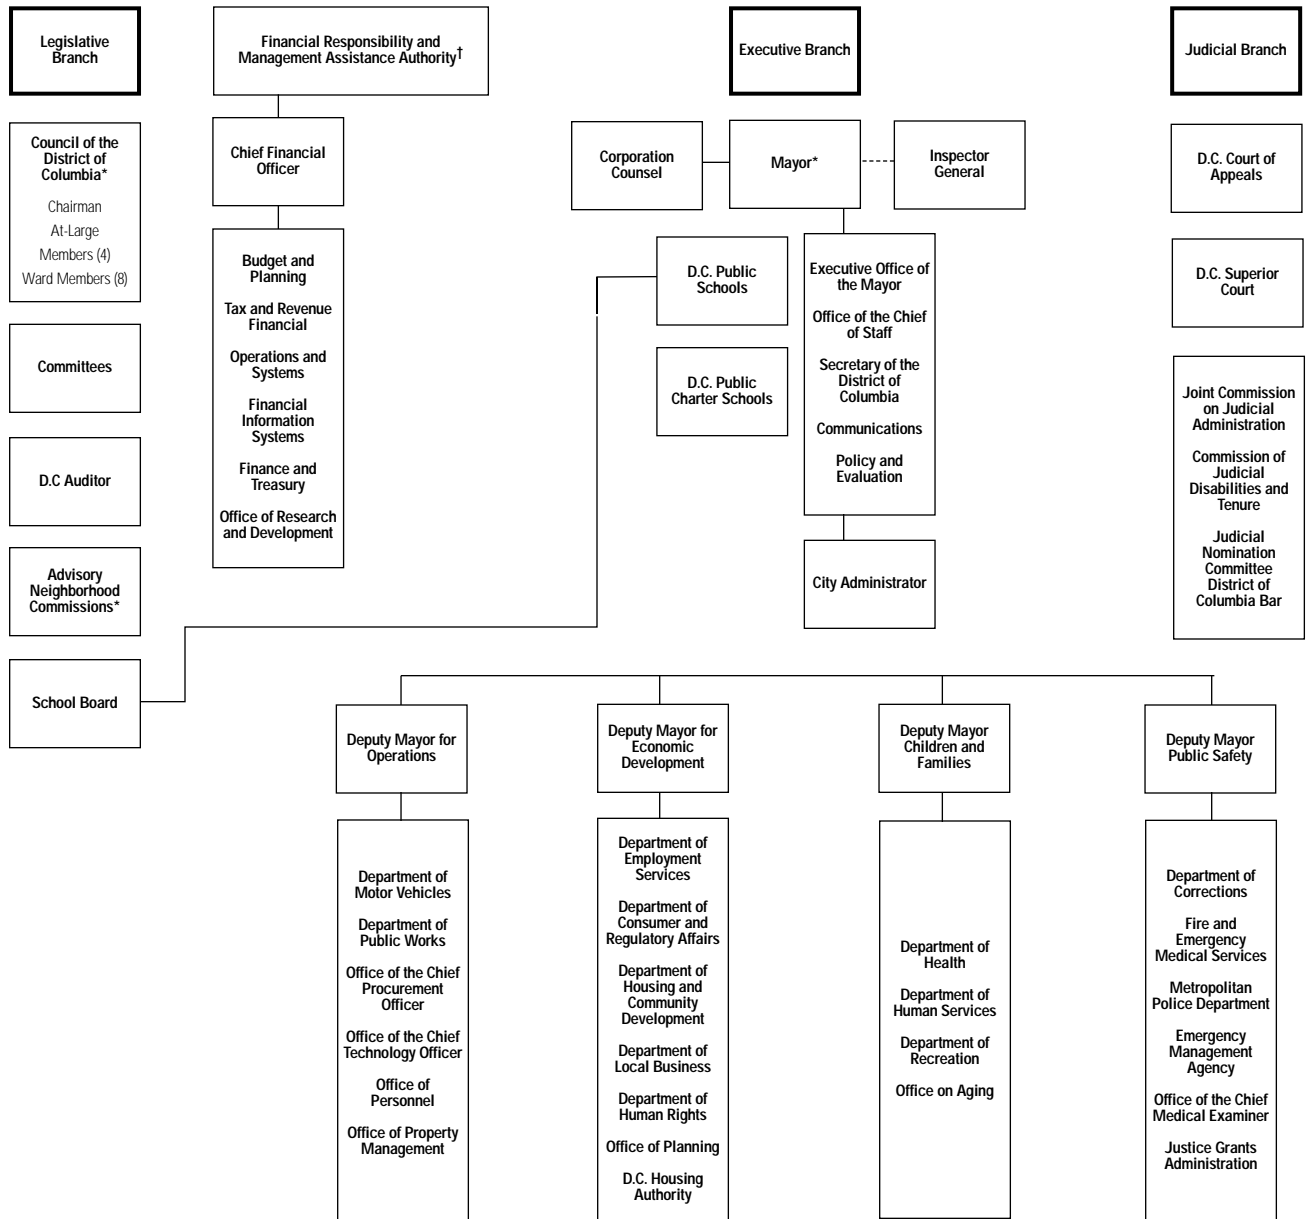 Legislative
Branch
Financial Responsibility and
Management Assistance Authority†
Executive Branch
Judicial Branch
Council of the
District of
Columbia*
Chairman
At-Large
Members (4)
Ward Members (8)
Chief Financial
Officer
Corporation
Counsel
Mayor*
Inspector
General
D.C. Court of
Appeals
Budget and
Planning
Tax and Revenue
Financial
Operations and
Systems
Financial
Information
Systems
Finance and
Treasury
Office of Research
and Development
D.C. Public
Schools
D.C. Public
Charter Schools
Executive Office of
the Mayor
Office of the Chief
of Staff
Secretary of the
District of
Columbia
Communications
Policy and
Evaluation
D.C. Superior
Court
Committees
D.C Auditor
Joint Commission
on Judicial
Administration
Commission of
Judicial
Disabilities and
Tenure
Judicial
Nomination
Committee
District of
Columbia Bar
Advisory
Neighborhood
Commissions*
City Administrator
School Board
Deputy Mayor for
Operations
Deputy Mayor for
Economic
Development
Deputy Mayor
Children and
Families
Deputy Mayor
Public Safety
Department of
Motor Vehicles
Department of
Public Works
Office of the Chief
Procurement
Officer
Office of the Chief
Technology Officer
Office of
Personnel
Office of Property
Management
Department of
Employment
Services
Department of
Consumer and
Regulatory Affairs
Department of
Housing and
Community
Development
Department of
Local Business
Department of
Human Rights
Office of Planning
D.C. Housing
Authority
Department of
Health
Department of
Human Services
Department of
Recreation
Office on Aging
Department of
Corrections
Fire and
Emergency
Medical Services
Metropolitan
Police Department
Emergency
Management
Agency
Office of the Chief
Medical Examiner
Justice Grants
Administration